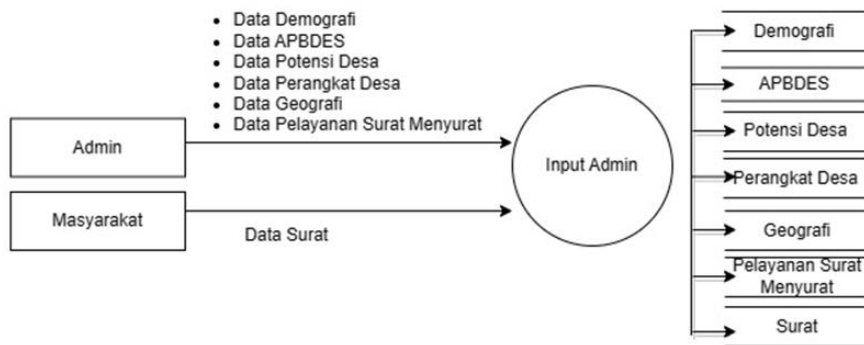 • Data Demografi
• Data APBDES
• Data Potensi Desa
• Data Perangkat Desa
• Data Geografi
• Data Pelayanan Surat Menyurat
Admin
Masyarakat
Data Surat
Input Admin
Demografi
APBDES
Potensi Desa
Perangkat Desa
Geografi
Pelayanan Surat
Menyurat
Surat